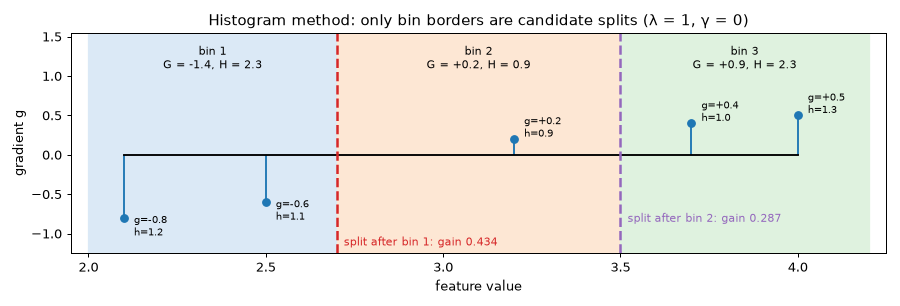 Histogram method: only bin borders are candidate splits (λ = 1, γ = 0)
bin 1
G = -1.4, H = 2.3
bin 2
G = +0.2, H = 0.9
bin 3
G = +0.9, H = 2.3
g=-0.8
h=1.2
g=-0.6
h=1.1
g=+0.2
h=0.9
g=+0.4
h=1.0
g=+0.5
h=1.3
split after bin 1: gain 0.434
split after bin 2: gain 0.287
gradient g
1.5
1.0
0.5
0.0
−0.5
−1.0
2.0
2.5
3.0
3.5
4.0
feature value